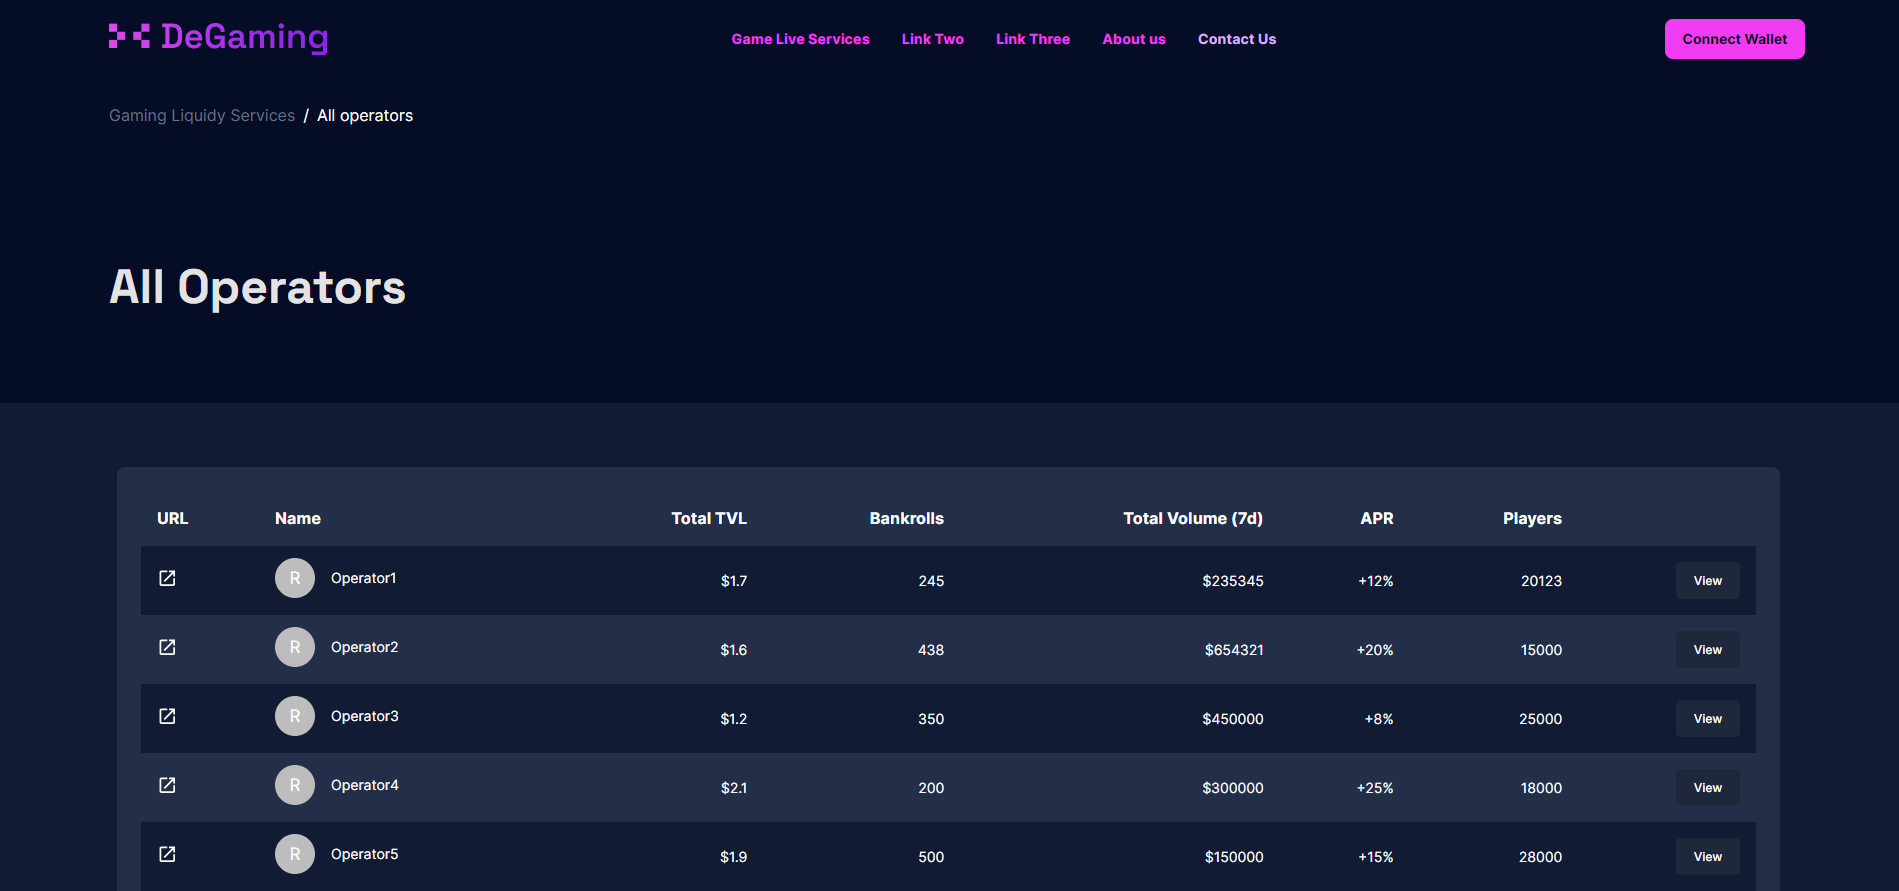 DeGaming
Game Live Services Link Two Link Three About us Contact Us
Connect Wallet
Gaming Liquidy Services / All operators
All Operators
URL Name Total TVL Bankrolls Total Volume (7d) APR Players
R Operator1 $1.7 245 $235345 +12% 20123 View
R Operator2 $1.6 438 $654321 +20% 15000 View
R Operator3 $1.2 350 $450000 +8% 25000 View
R Operator4 $2.1 200 $300000 +25% 18000 View
R Operator5 $1.9 500 $150000 +15% 28000 View